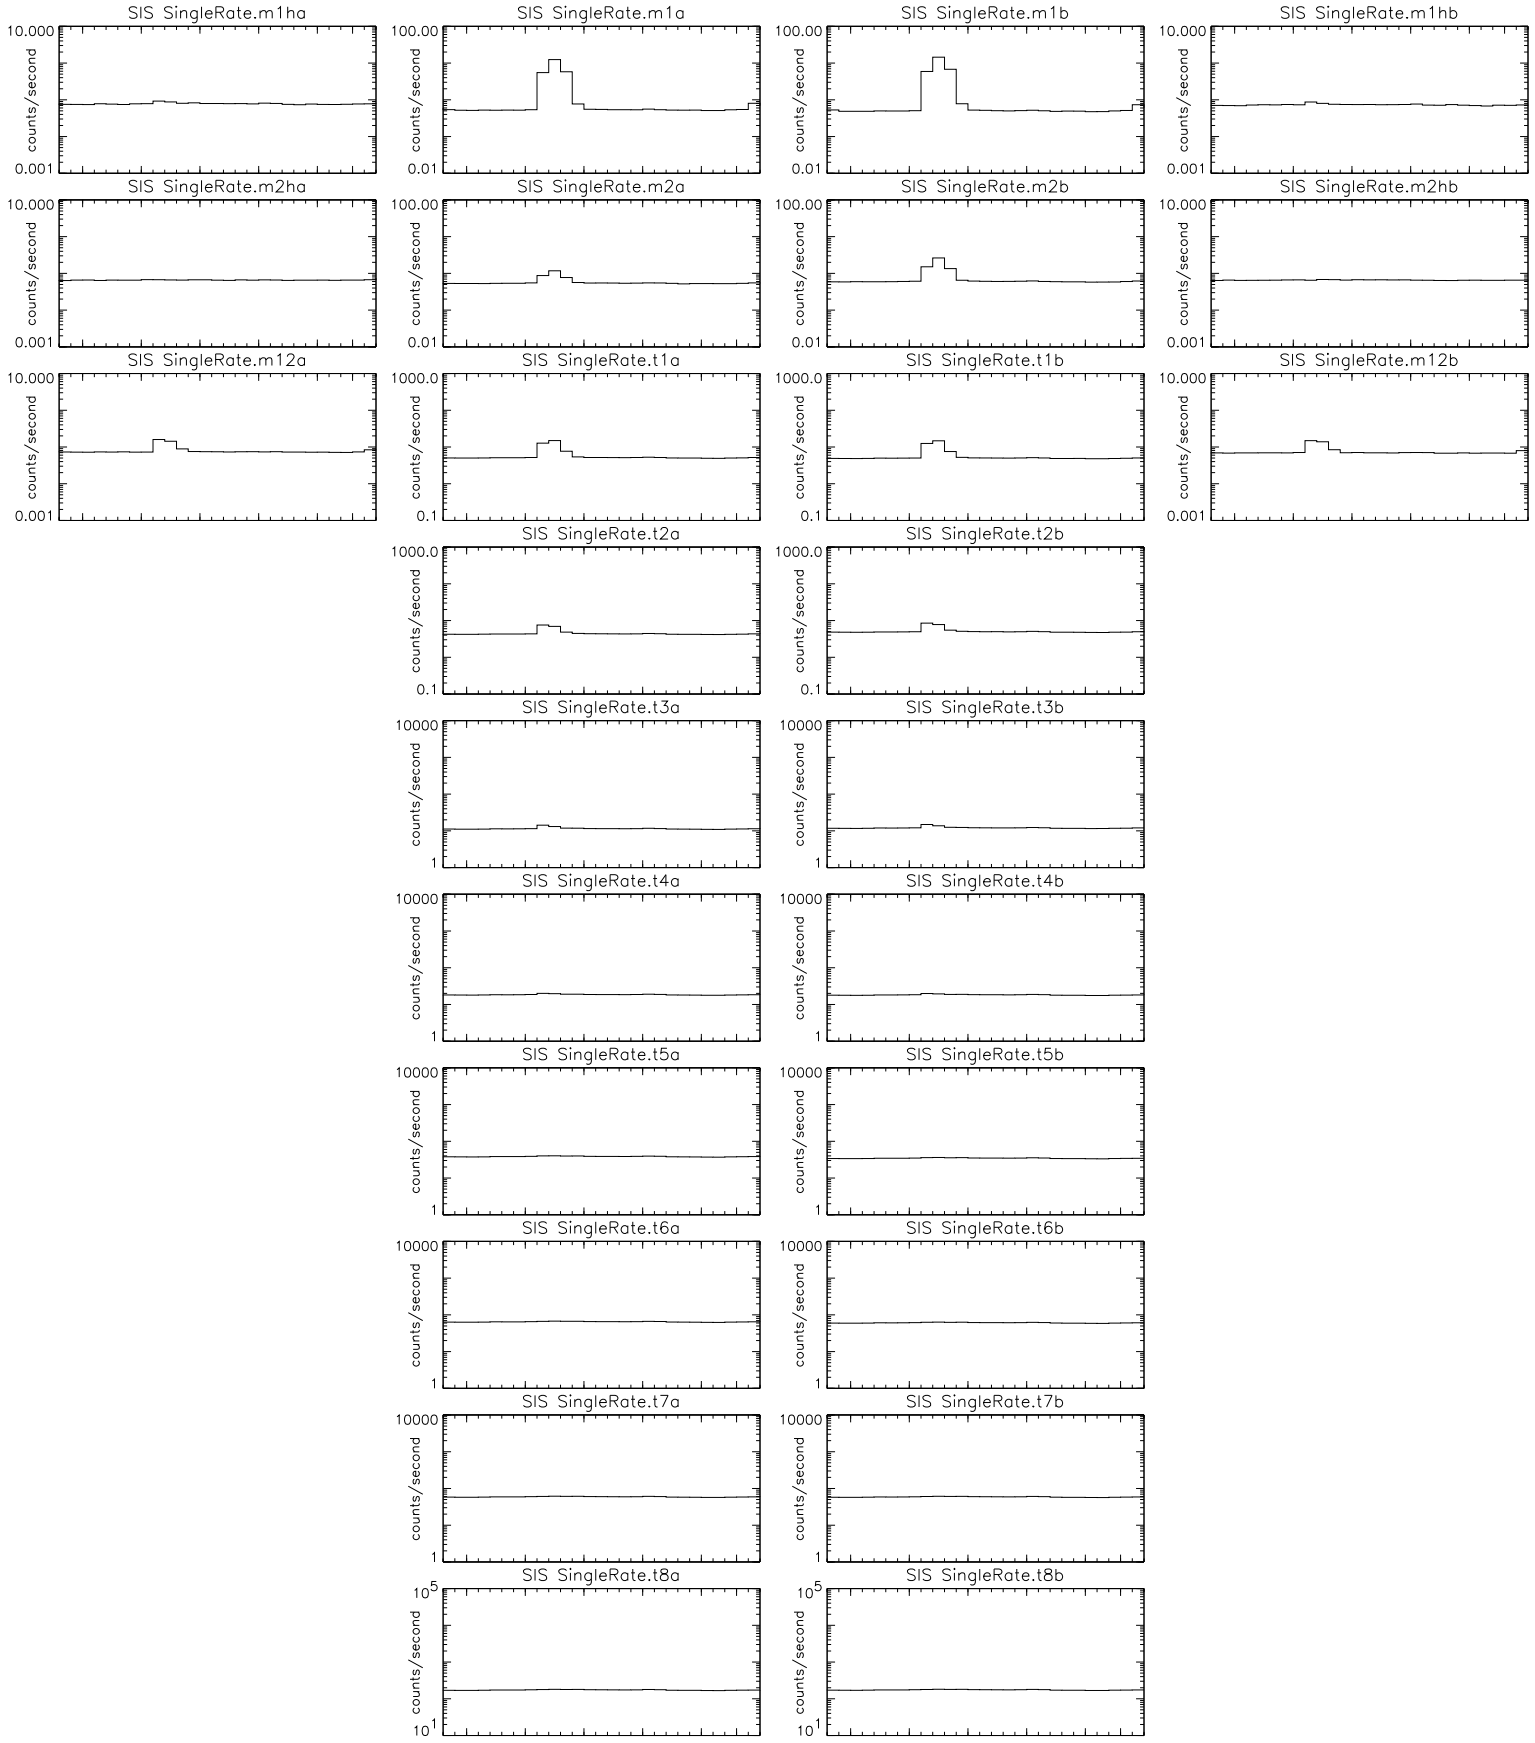 SIS SingleRate.m1ha
SIS SingleRate.m1a
SIS SingleRate.m1b
SIS SingleRate.m1hb
10.000
counts/second
0.001
100.00
counts/second
0.01
100.00
counts/second
0.01
10.000
counts/second
0.001
SIS SingleRate.m2ha
SIS SingleRate.m2a
SIS SingleRate.m2b
SIS SingleRate.m2hb
10.000
counts/second
0.001
100.00
counts/second
0.01
100.00
counts/second
0.01
10.000
counts/second
0.001
SIS SingleRate.m12a
SIS SingleRate.t1a
SIS SingleRate.t1b
SIS SingleRate.m12b
10.000
counts/second
0.001
1000.0
counts/second
0.1
1000.0
counts/second
0.1
10.000
counts/second
0.001
SIS SingleRate.t2a
SIS SingleRate.t2b
1000.0
counts/second
0.1
1000.0
counts/second
0.1
SIS SingleRate.t3a
SIS SingleRate.t3b
10000
counts/second
1
10000
counts/second
1
SIS SingleRate.t4a
SIS SingleRate.t4b
10000
counts/second
1
10000
counts/second
1
SIS SingleRate.t5a
SIS SingleRate.t5b
10000
counts/second
1
10000
counts/second
1
SIS SingleRate.t6a
SIS SingleRate.t6b
10000
counts/second
1
10000
counts/second
1
SIS SingleRate.t7a
SIS SingleRate.t7b
10000
counts/second
1
10000
counts/second
1
SIS SingleRate.t8a
SIS SingleRate.t8b
10⁵
counts/second
10¹
10⁵
counts/second
10¹